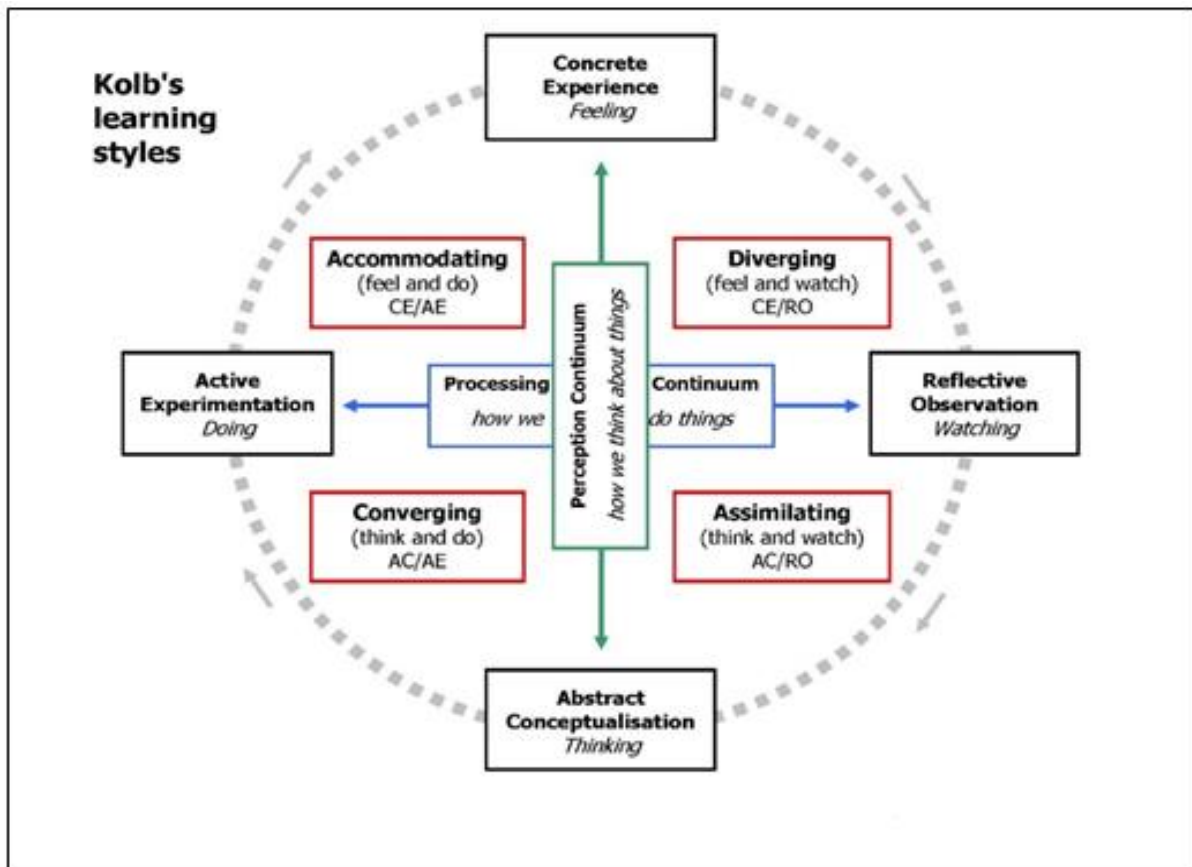 Kolb's
learning
styles
Concrete
Experience
Feeling
Accommodating
(feel and do)
CE/AE
Diverging
(feel and watch)
CE/RO
Active
Experimentation
Doing
Processing Continuum
how we do things
Perception Continuum
how we think about things
Reflective
Observation
Watching
Converging
(think and do)
AC/AE
Assimilating
(think and watch)
AC/RO
Abstract
Conceptualisation
Thinking